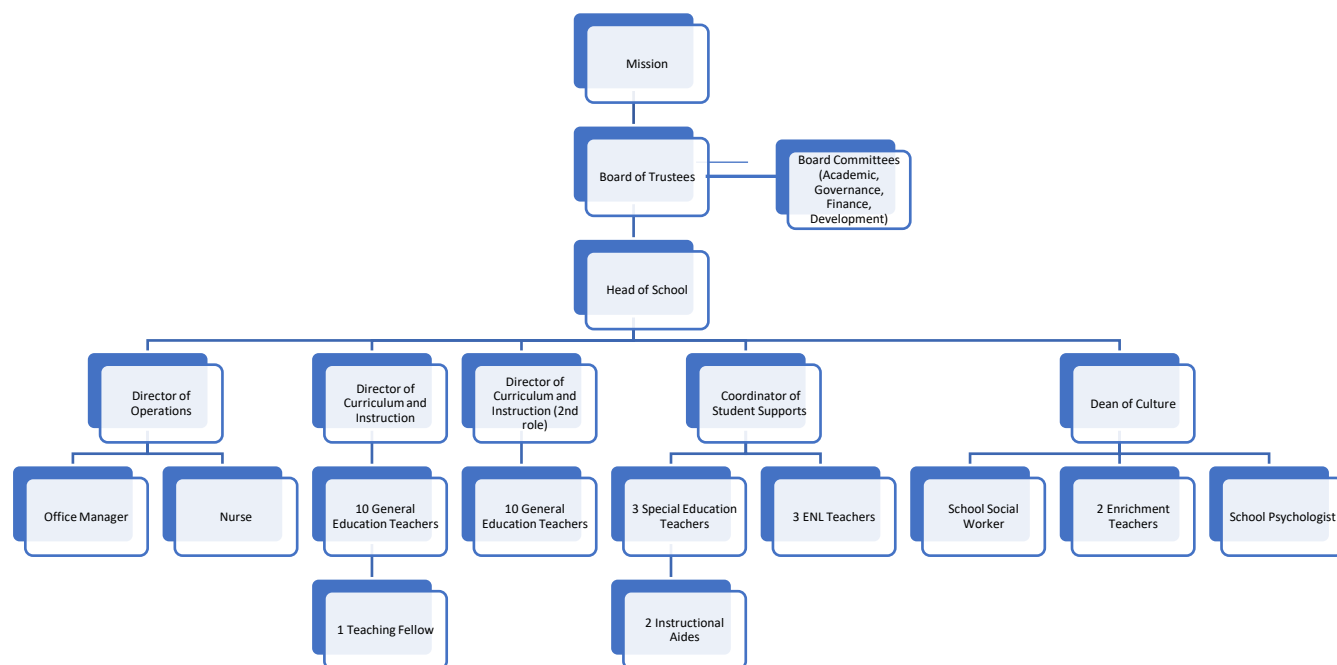 Mission
Board of Trustees
Board Committees
(Academic,
Governance,
Finance,
Development)
Head of School
Director of
Operations
Director of
Curriculum and
Instruction
Director of
Curriculum and
Instruction (2nd
role)
Coordinator of
Student Supports
Dean of Culture
Office Manager
Nurse
10 General
Education Teachers
10 General
Education Teachers
3 Special Education
Teachers
3 ENL Teachers
School Social
Worker
2 Enrichment
Teachers
School Psychologist
1 Teaching Fellow
2 Instructional
Aides